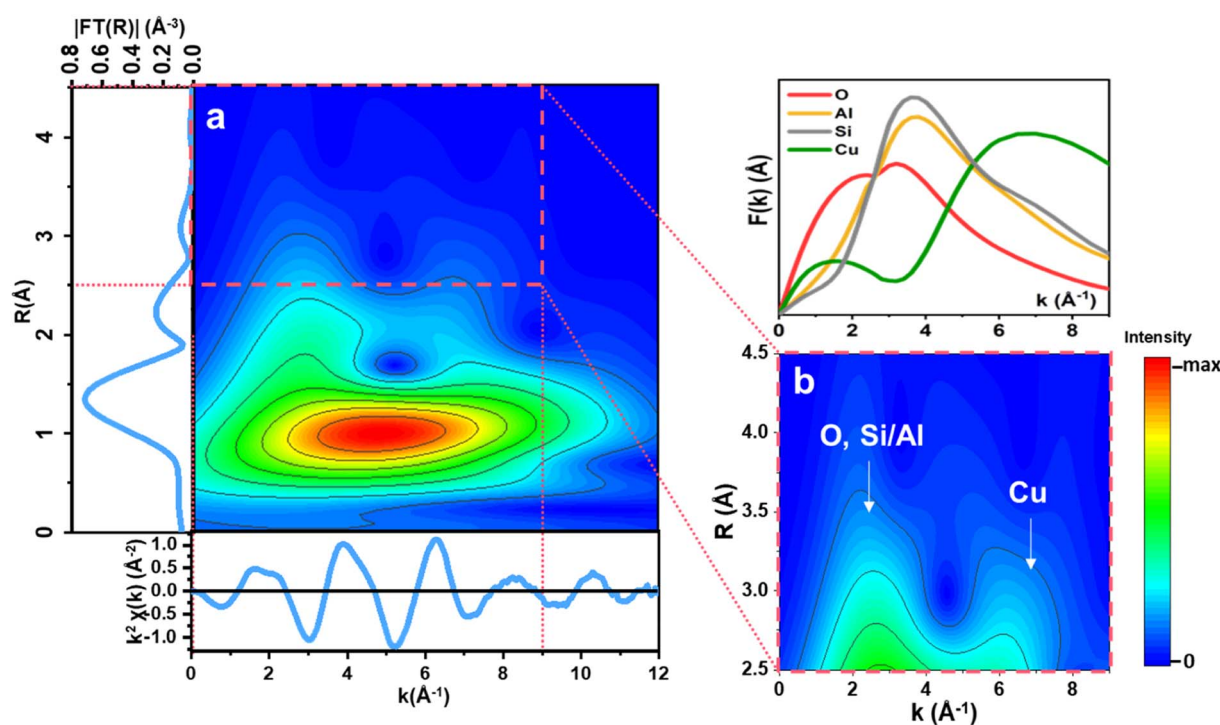 |FT(R)| (Å-3)
0.8 0.6 0.4 0.2 0.0
a
R(Å)
4
3
2
1
0
k2 χ(k) (Å-2)
1.0
0.5
0.0
-0.5
-1.0
0 2 4 6 8 10 12
k(Å-1)
O
Al
Si
Cu
F(k) (Å)
k (Å-1)
0 2 4 6 8
b
O, Si/Al
Cu
R (Å)
4.5
4.0
3.5
3.0
2.5
0 2 4 6 8
k (Å-1)
Intensity
max
0